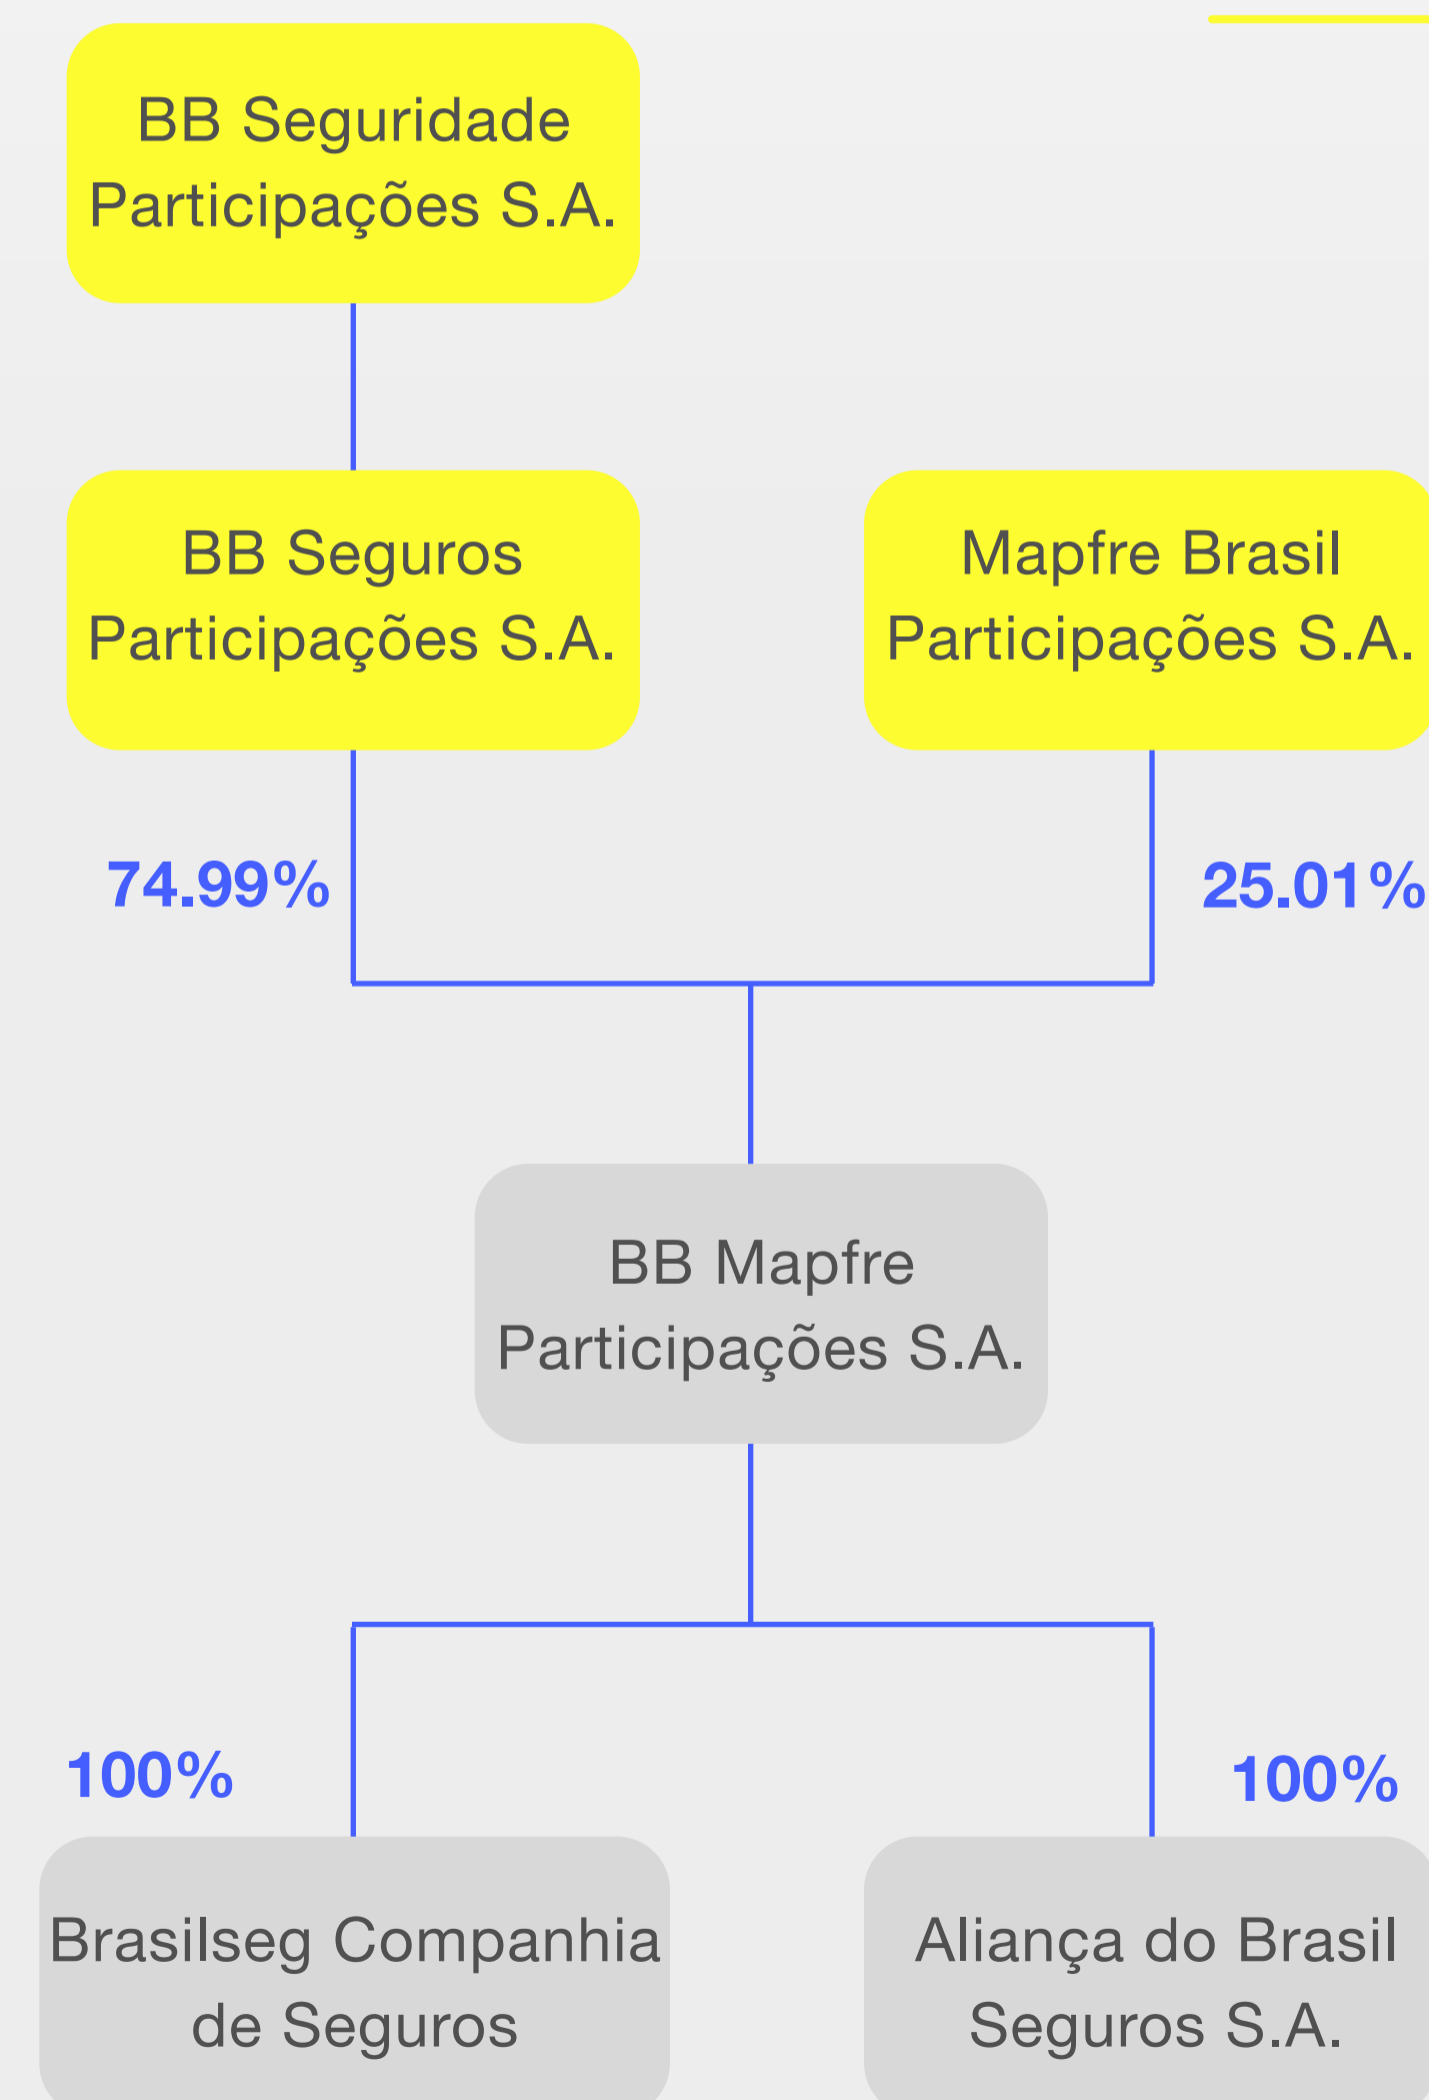 BB Seguridade
Participações S.A.
BB Seguros
Participações S.A.
Mapfre Brasil
Participações S.A.
74.99%
25.01%
BB Mapfre
Participações S.A.
100%
100%
Brasilseg Companhia
de Seguros
Aliança do Brasil
Seguros S.A.